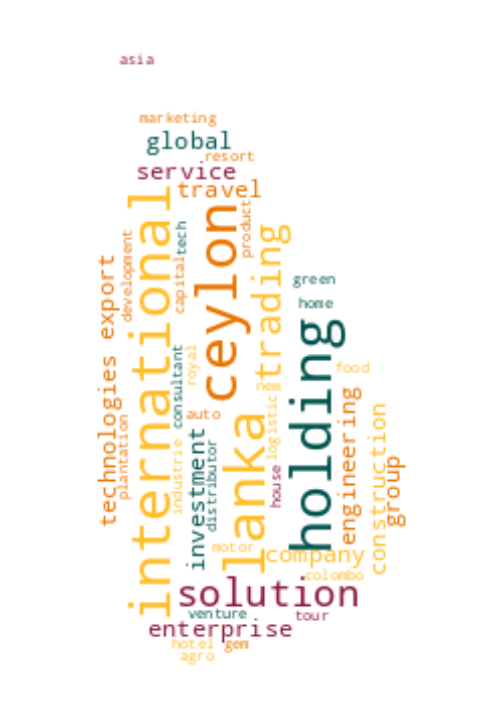 asia
marketing
global
resort
service
travel
international
ceylon
product
tech
trading
development
capital
export
green
home
holding
technologies
consultant
royal
new
food
plantation
auto
lanka
logistic
engineering
construction
industrie
investment
distributor
house
group
motor
company
colombo
solution
venture
tour
enterprise
hotel
gem
agro